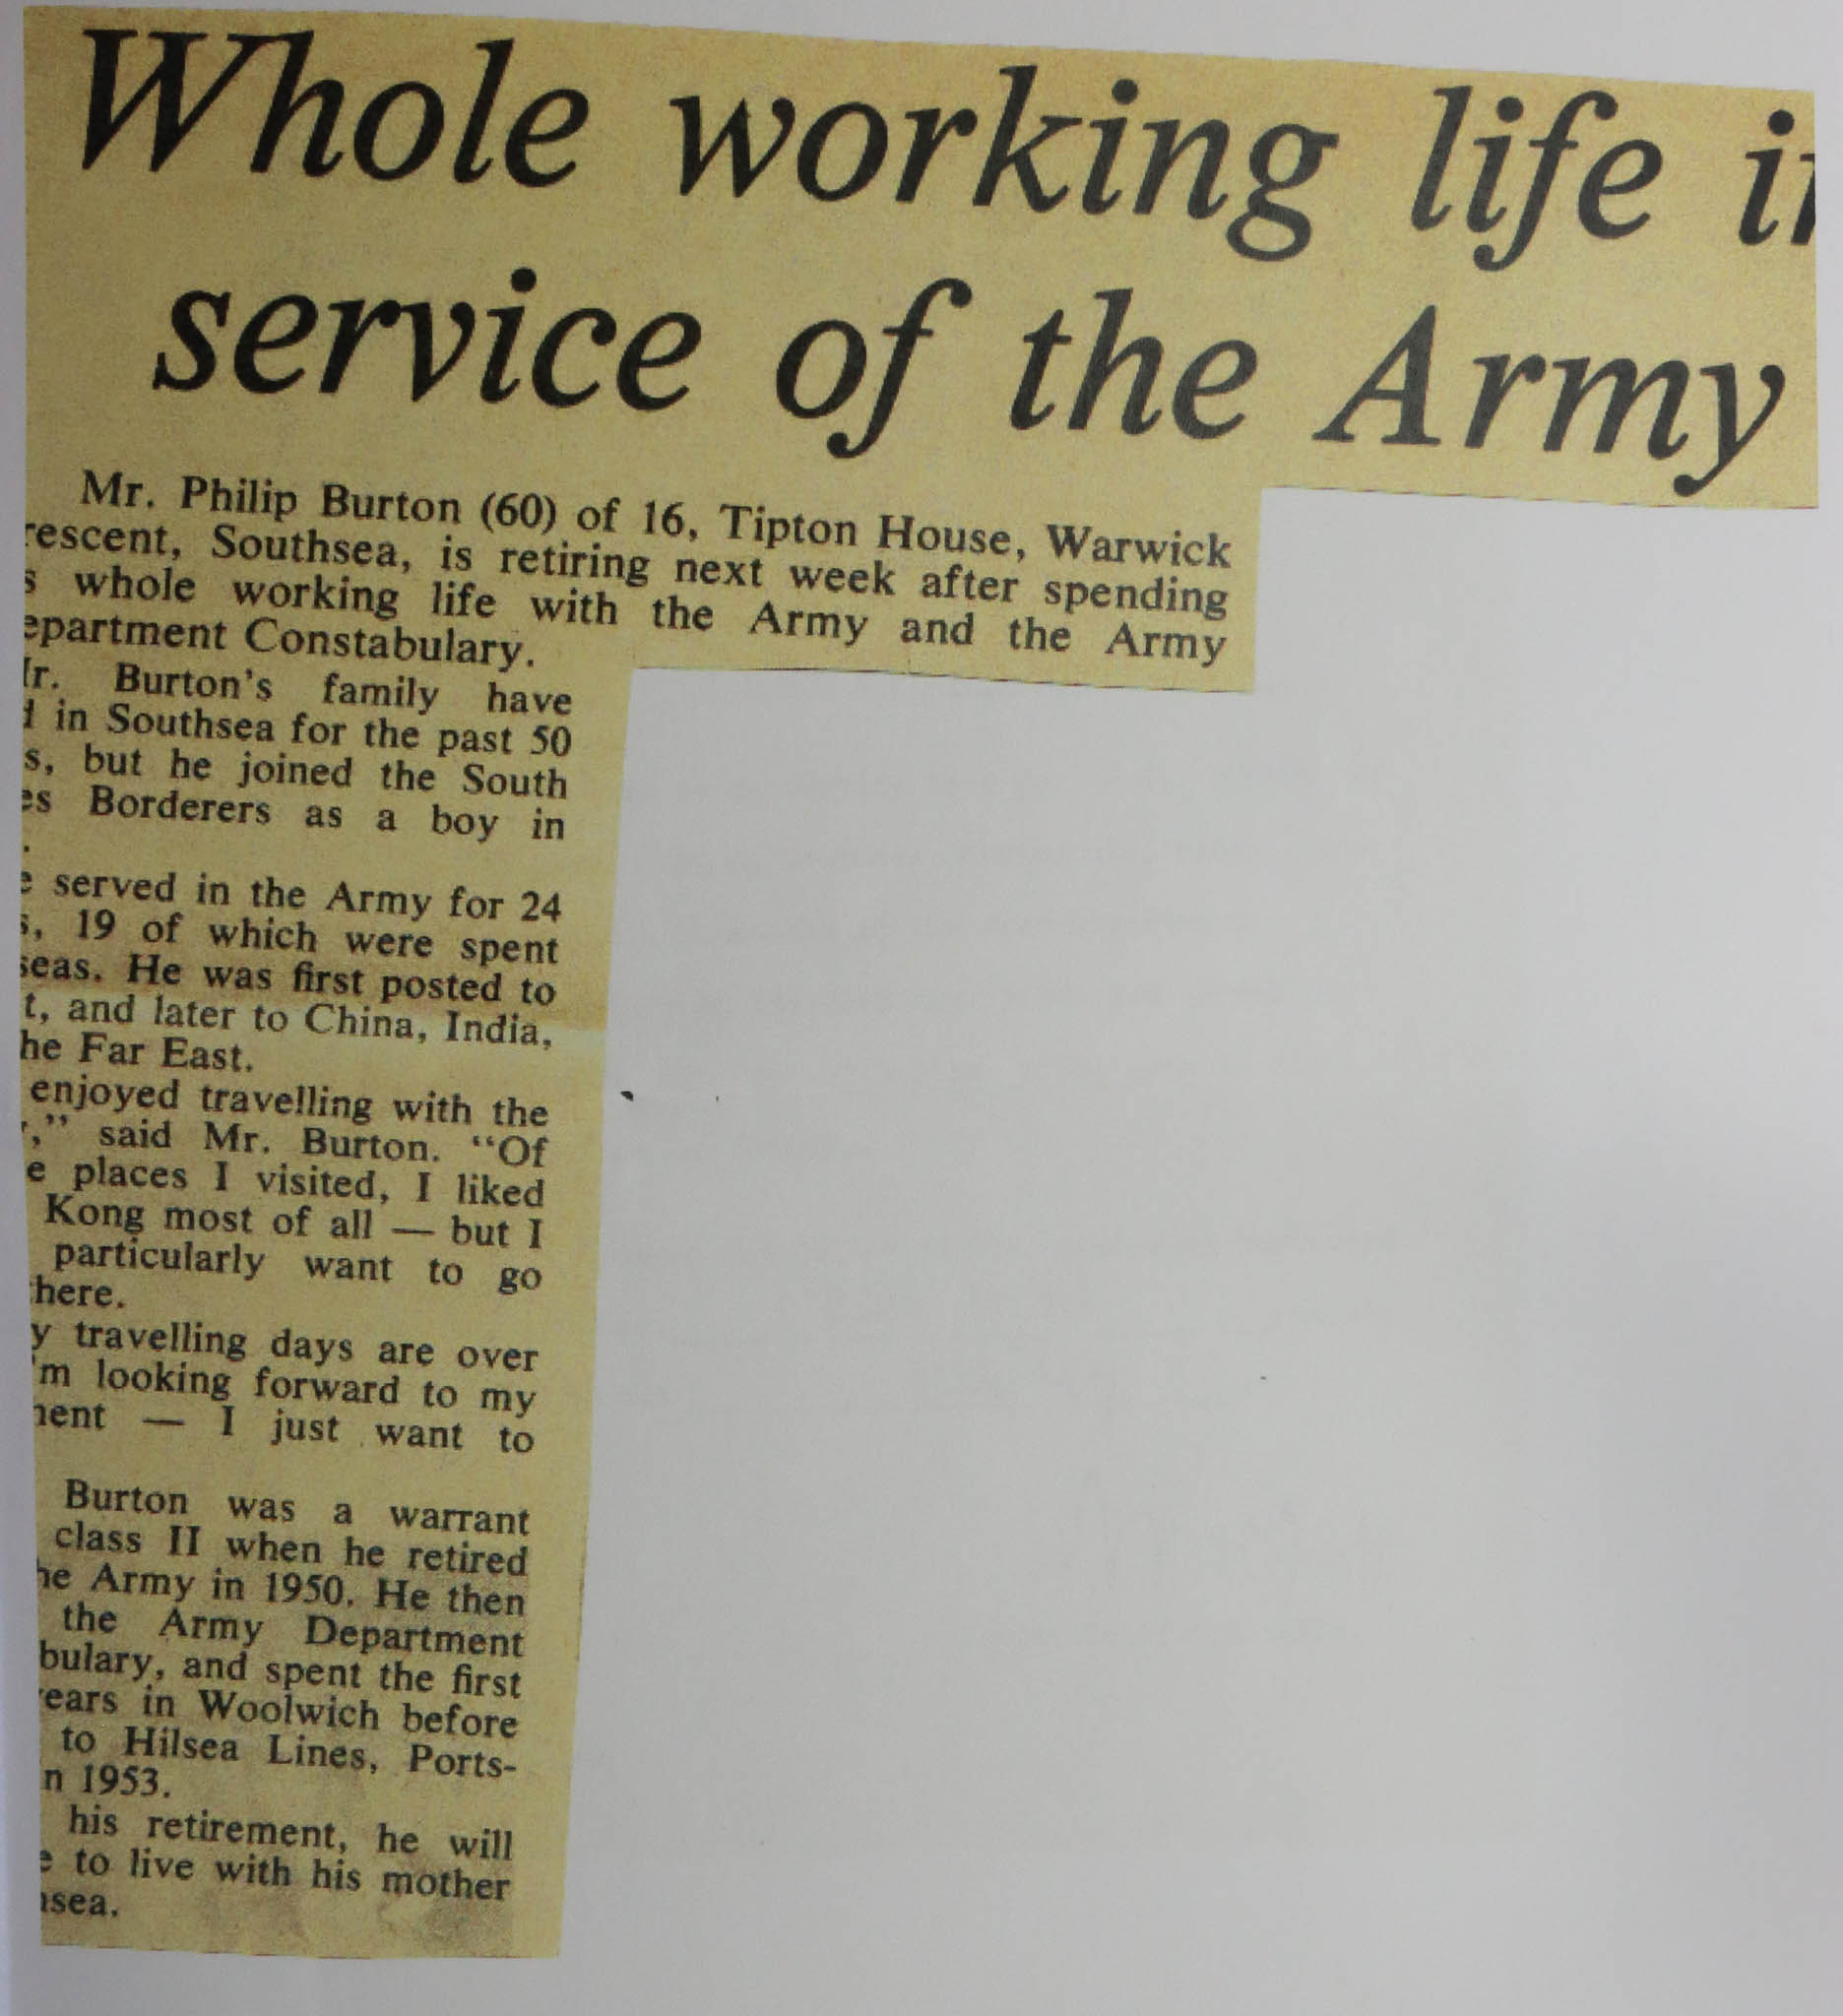 Whole working life in
service of the Army
Mr. Philip Burton (60) of 16, Tipton House, Warwick
rescent, Southsea, is retiring next week after spending
s whole working life with the Army and the Army
epartment Constabulary.
Mr. Burton's family have
d in Southsea for the past 50
s, but he joined the South
es Borderers as a boy in
.
e served in the Army for 24
s, 19 of which were spent
seas. He was first posted to
t, and later to China, India,
he Far East.
enjoyed travelling with the
," said Mr. Burton. "Of
e places I visited, I liked
Kong most of all — but I
particularly want to go
here.
y travelling days are over
'm looking forward to my
ment — I just want to
Burton was a warrant
class II when he retired
he Army in 1950. He then
the Army Department
bulary, and spent the first
years in Woolwich before
to Hilsea Lines, Ports-
n 1953.
his retirement, he will
e to live with his mother
hsea.